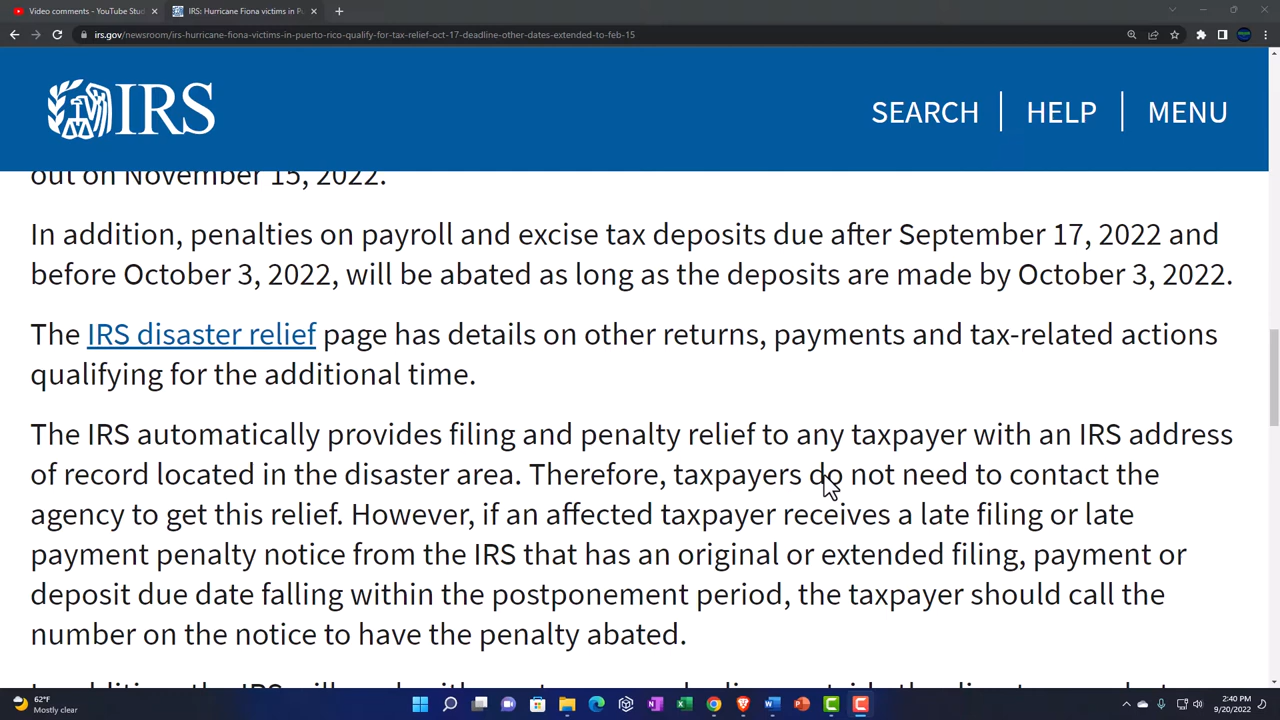 Video comments - YouTube Stud
IRS: Hurricane Fiona victims in P
irs.gov/newsroom/irs-hurricane-fiona-victims-in-puerto-rico-qualify-for-tax-relief-oct-17-deadline-other-dates-extended-to-feb-15
IRS
SEARCH
HELP
MENU
out on November 15, 2022.
In addition, penalties on payroll and excise tax deposits due after September 17, 2022 and
before October 3, 2022, will be abated as long as the deposits are made by October 3, 2022.
The IRS disaster relief page has details on other returns, payments and tax-related actions
qualifying for the additional time.
The IRS automatically provides filing and penalty relief to any taxpayer with an IRS address
of record located in the disaster area. Therefore, taxpayers do not need to contact the
agency to get this relief. However, if an affected taxpayer receives a late filing or late
payment penalty notice from the IRS that has an original or extended filing, payment or
deposit due date falling within the postponement period, the taxpayer should call the
number on the notice to have the penalty abated.
62°F
Mostly clear
2:40 PM
9/20/2022